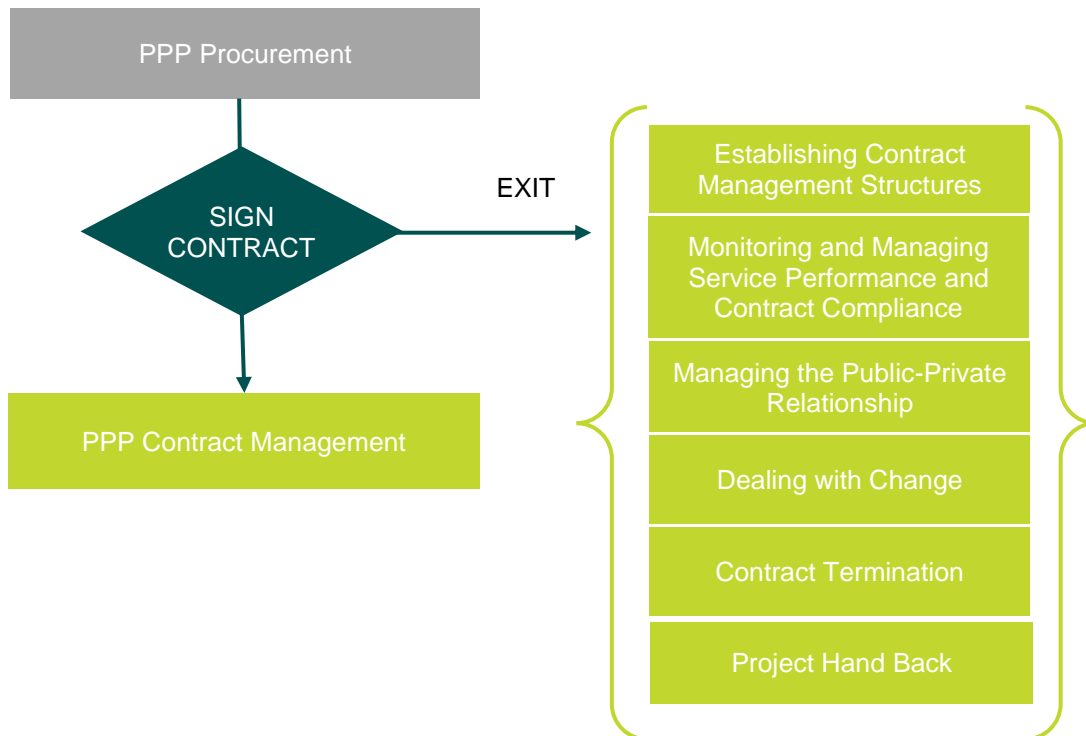 PPP Procurement
SIGN
CONTRACT
EXIT
PPP Contract Management
Establishing Contract
Management Structures
Monitoring and Managing
Service Performance and
Contract Compliance
Managing the Public-Private
Relationship
Dealing with Change
Contract Termination
Project Hand Back